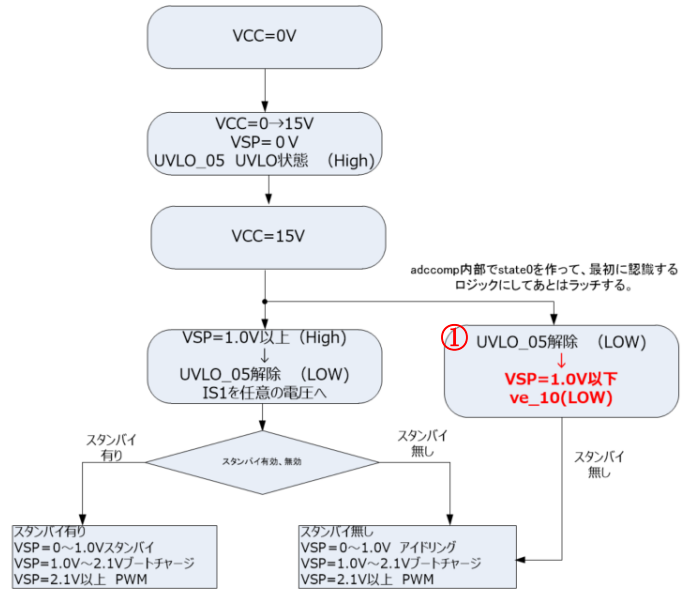 VCC=0V
VCC=0→15V
VSP=０V
UVLO_05 UVLO状態 （High)
VCC=15V
adccomp内部でstate0を作って、最初に認識する
ロジックにしてあとはラッチする。
VSP=1.0V以上（High)
↓
UVLO_05解除 （LOW)
IS1を任意の電圧へ
①
UVLO_05解除 （LOW)
↓
VSP=1.0V以下
ve_10(LOW)
スタンバイ有効、無効
スタンバイ
有り
スタンバイ
無し
スタンバイ
無し
スタンバイ有り
VSP=0～1.0Vスタンバイ
VSP=1.0V～2.1Vブートチャージ
VSP=2.1V以上 PWM
スタンバイ無し
VSP=0～1.0V アイドリング
VSP=1.0V～2.1Vブートチャージ
VSP=2.1V以上 PWM